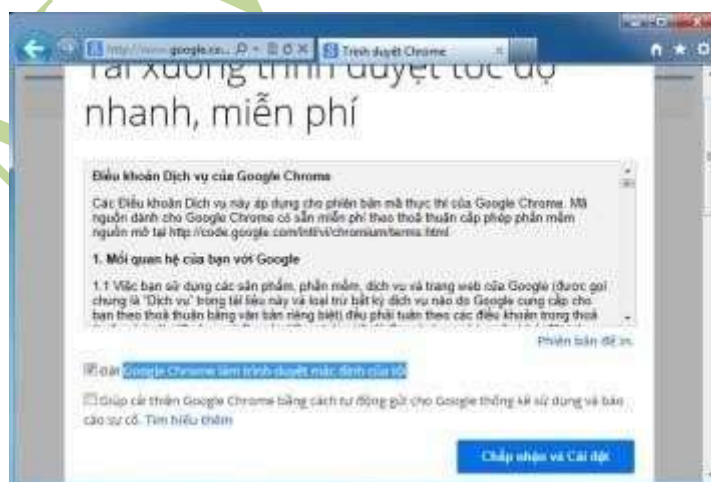 http://www.google.co...
Trình duyệt Chrome
Tải xuống trình duyệt tốc độ
nhanh, miễn phí
Điều khoản Dịch vụ của Google Chrome
Các Điều khoản Dịch vụ này áp dụng cho phiên bản mã thực thi của Google Chrome. Mã
nguồn dành cho Google Chrome có sẵn miễn phí theo thoả thuận cấp phép phần mềm
nguồn mở tại http://code.google.com/intl/vi/chromium/terms.html
1. Mối quan hệ của bạn với Google
1.1 Việc bạn sử dụng các sản phẩm, phần mềm, dịch vụ và trang web của Google (được gọi
chung là "Dịch vụ" trong tài liệu này và loại trừ bất kỳ dịch vụ nào do Google cung cấp cho
bạn theo thoả thuận bằng văn bản riêng biệt) đều phải tuân theo các điều khoản trong thoả
Phiên bản để in.
Đặt Google Chrome làm trình duyệt mặc định của tôi
Giúp cải thiện Google Chrome bằng cách tự động gửi cho Google thống kê sử dụng và báo
cáo sự cố. Tìm hiểu thêm
Chấp nhận và Cài đặt